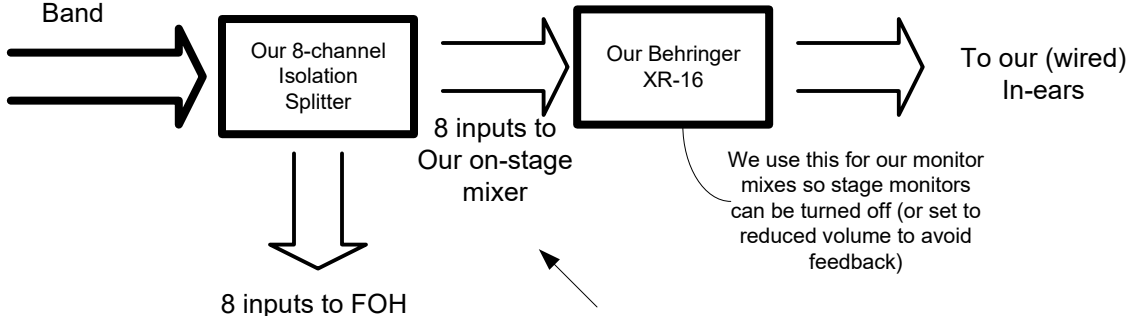 Band
Our 8-channel
Isolation
Splitter
8 inputs to
Our on-stage
mixer
Our Behringer
XR-16
To our (wired)
In-ears
We use this for our monitor
mixes so stage monitors
can be turned off (or set to
reduced volume to avoid
feedback)
8 inputs to FOH